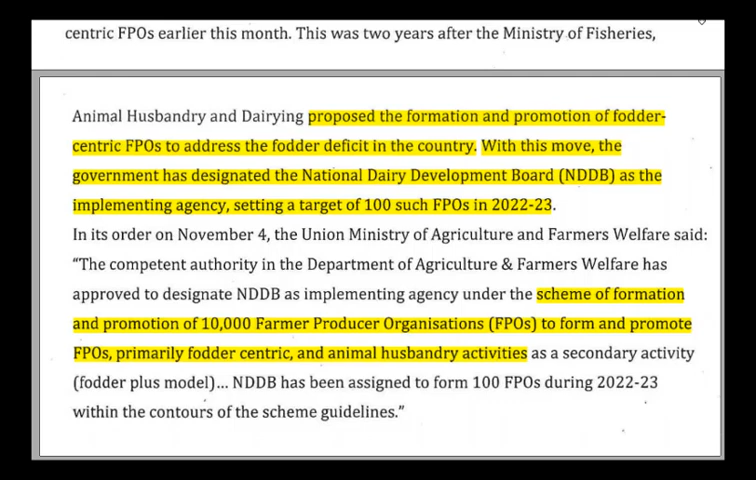 centric FPOs earlier this month. This was two years after the Ministry of Fisheries,
Animal Husbandry and Dairying proposed the formation and promotion of fodder-
centric FPOs to address the fodder deficit in the country. With this move, the
government has designated the National Dairy Development Board (NDDB) as the
implementing agency, setting a target of 100 such FPOs in 2022-23.
In its order on November 4, the Union Ministry of Agriculture and Farmers Welfare said:
“The competent authority in the Department of Agriculture & Farmers Welfare has
approved to designate NDDB as implementing agency under the scheme of formation
and promotion of 10,000 Farmer Producer Organisations (FPOs) to form and promote
FPOs, primarily fodder centric, and animal husbandry activities as a secondary activity
(fodder plus model)... NDDB has been assigned to form 100 FPOs during 2022-23
within the contours of the scheme guidelines.”